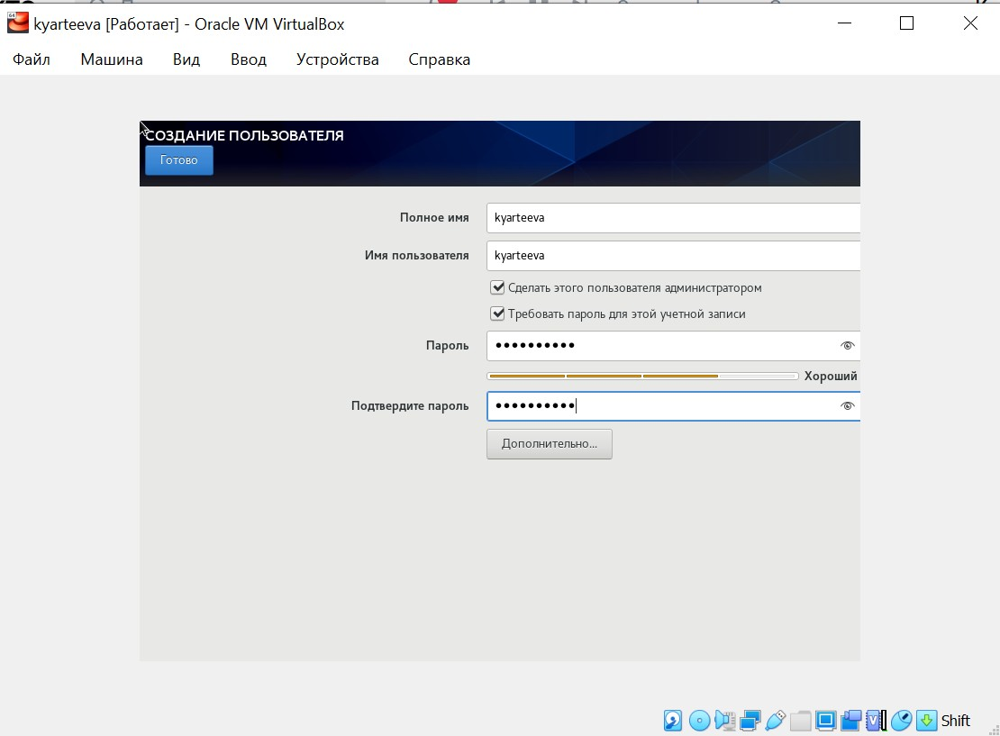 kyarteeva [Работает] - Oracle VM VirtualBox
Файл Машина Вид Ввод Устройства Справка
СОЗДАНИЕ ПОЛЬЗОВАТЕЛЯ
Готово
Полное имя kyarteeva
Имя пользователя kyarteeva
Сделать этого пользователя администратором
Требовать пароль для этой учетной записи
Пароль ••••••••••
Хороший
Подтвердите пароль ••••••••••
Дополнительно...
Shift